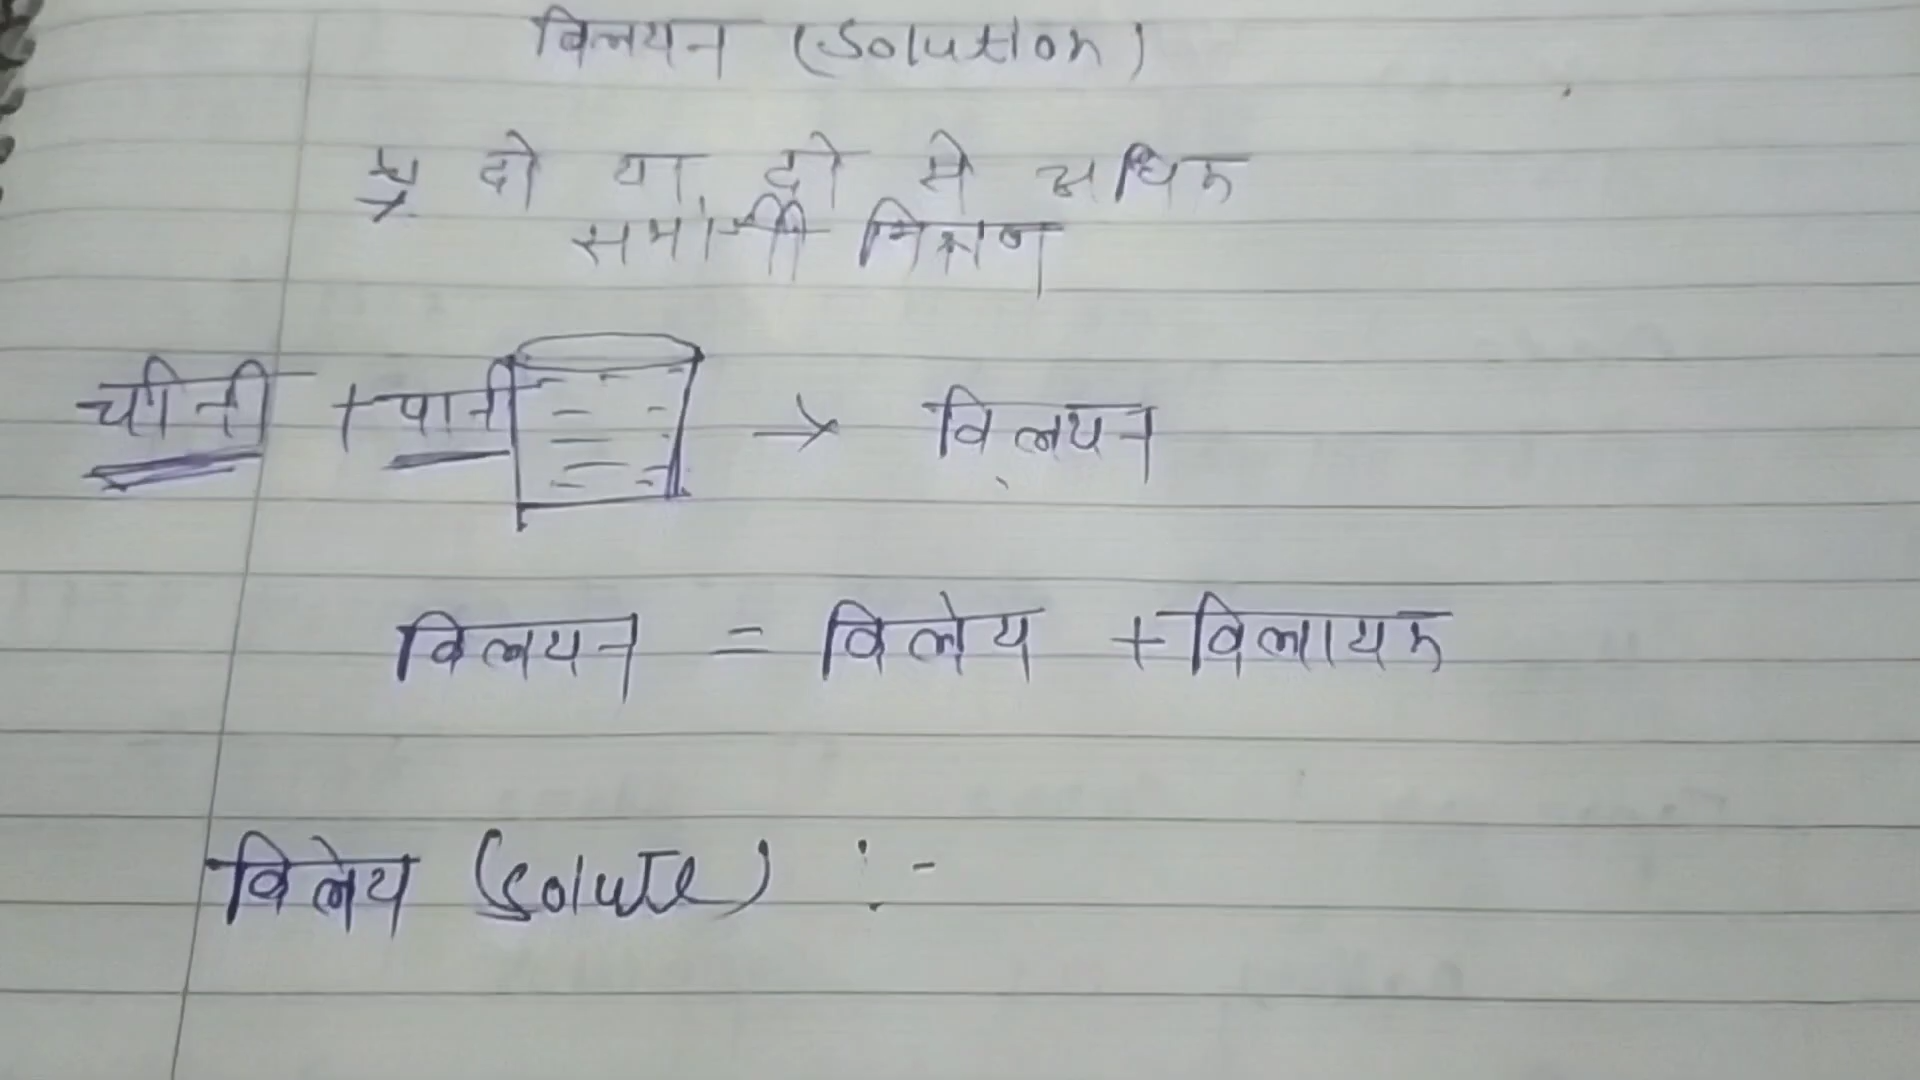 विलयन (Solution)
दो या दो से अधिक
समांगी मिश्रण
चीनी + पानी → विलयन
विलयन = विलेय + विलायक
विलेय (Solute) :-